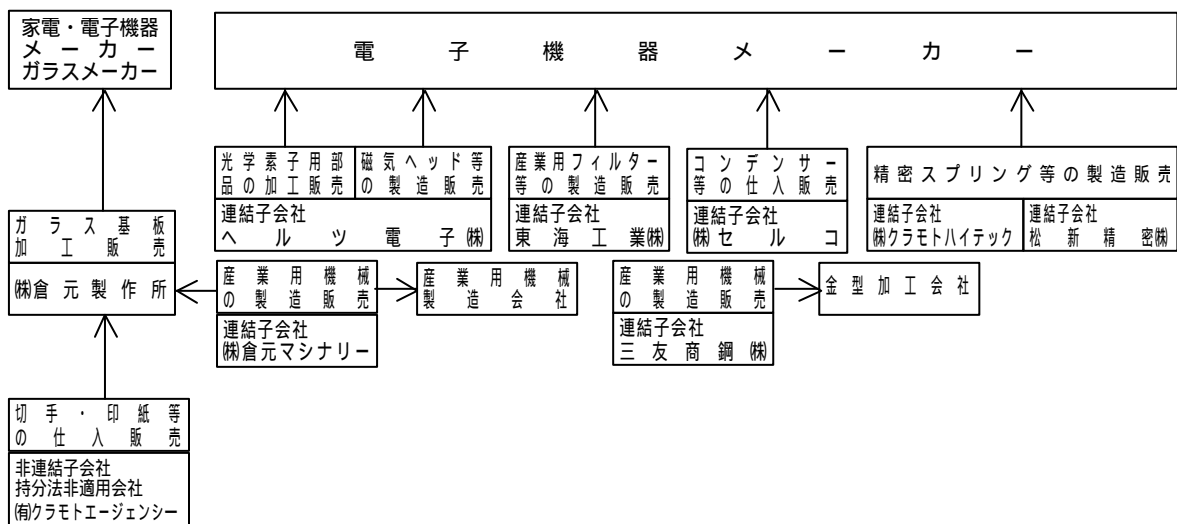 家電・電子機器
メーカー
ガラスメーカー
電子機器メーカー
光学素子用部
品の加工販売
磁気ヘッド等
の製造販売
連結子会社
ヘルツ電子㈱
産業用フィルター
等の製造販売
連結子会社
東海工業㈱
コンデンサー
等の仕入販売
連結子会社
㈱セルコ
精密スプリング等の製造販売
連結子会社
㈱クラモトハイテック
連結子会社
松新精密㈱
ガラス基板
加工販売
㈱倉元製作所
産業用機械
の製造販売
連結子会社
㈱倉元マシナリー
産業用機械
製造会社
産業用機械
の製造販売
連結子会社
三友商鋼㈱
金型加工会社
切手・印紙等
の仕入販売
非連結子会社
持分法非適用会社
㈲クラモトエージェンシー